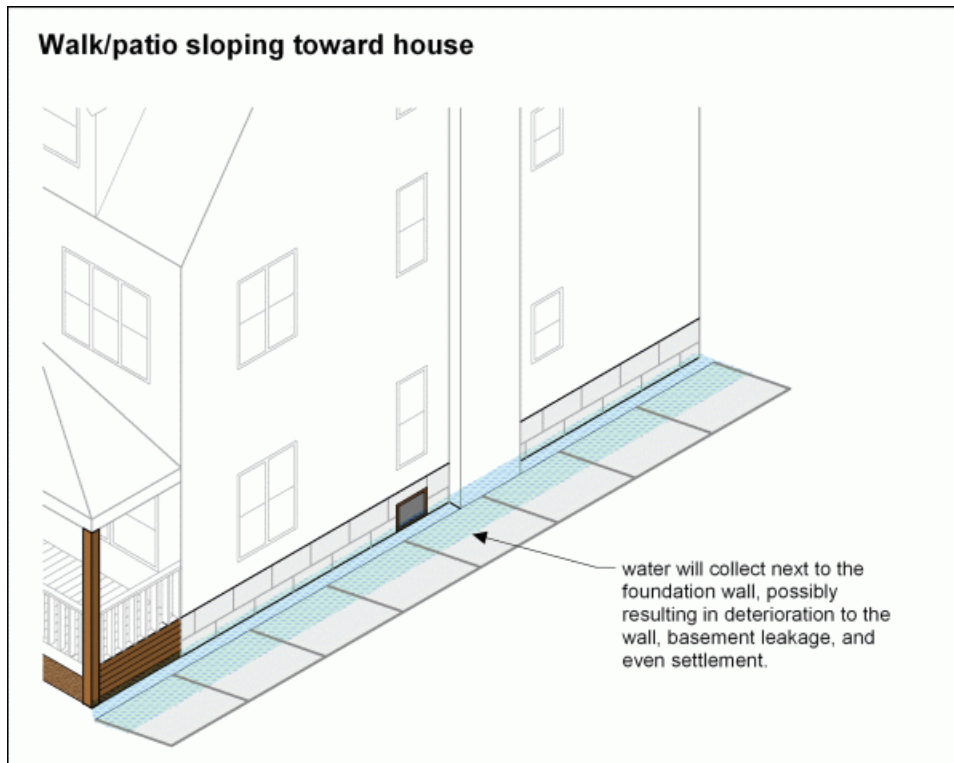 Walk/patio sloping toward house
water will collect next to the
foundation wall, possibly
resulting in deterioration to the
wall, basement leakage, and
even settlement.